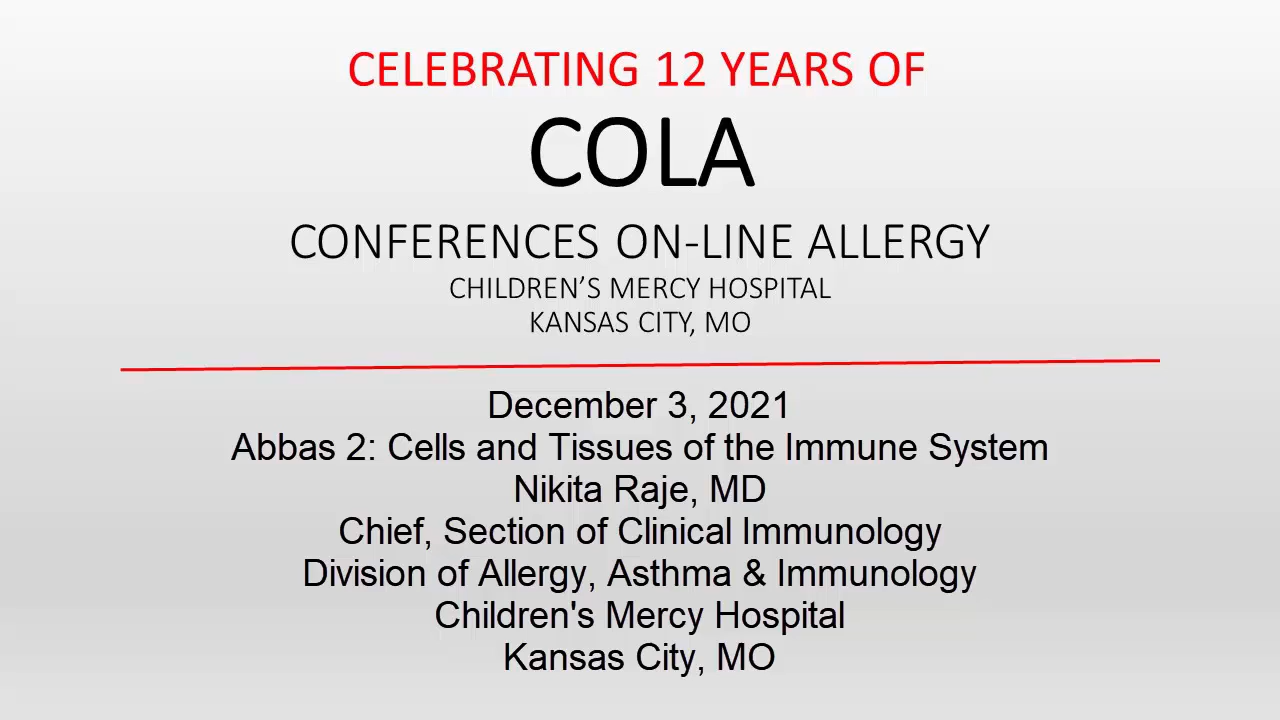 CELEBRATING 12 YEARS OF
COLA
CONFERENCES ON-LINE ALLERGY
CHILDREN’S MERCY HOSPITAL
KANSAS CITY, MO
December 3, 2021
Abbas 2: Cells and Tissues of the Immune System
Nikita Raje, MD
Chief, Section of Clinical Immunology
Division of Allergy, Asthma & Immunology
Children's Mercy Hospital
Kansas City, MO